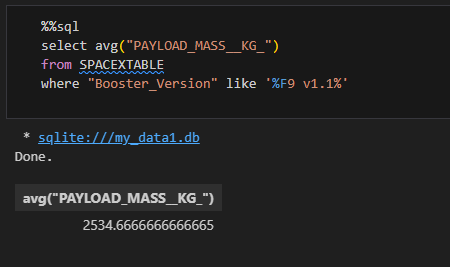 %%sql
select avg("PAYLOAD_MASS__KG_")
from SPACEXTABLE
where "Booster_Version" like '%F9 v1.1%'
* sqlite:///my_data1.db
Done.
avg("PAYLOAD_MASS__KG_")
2534.6666666666665